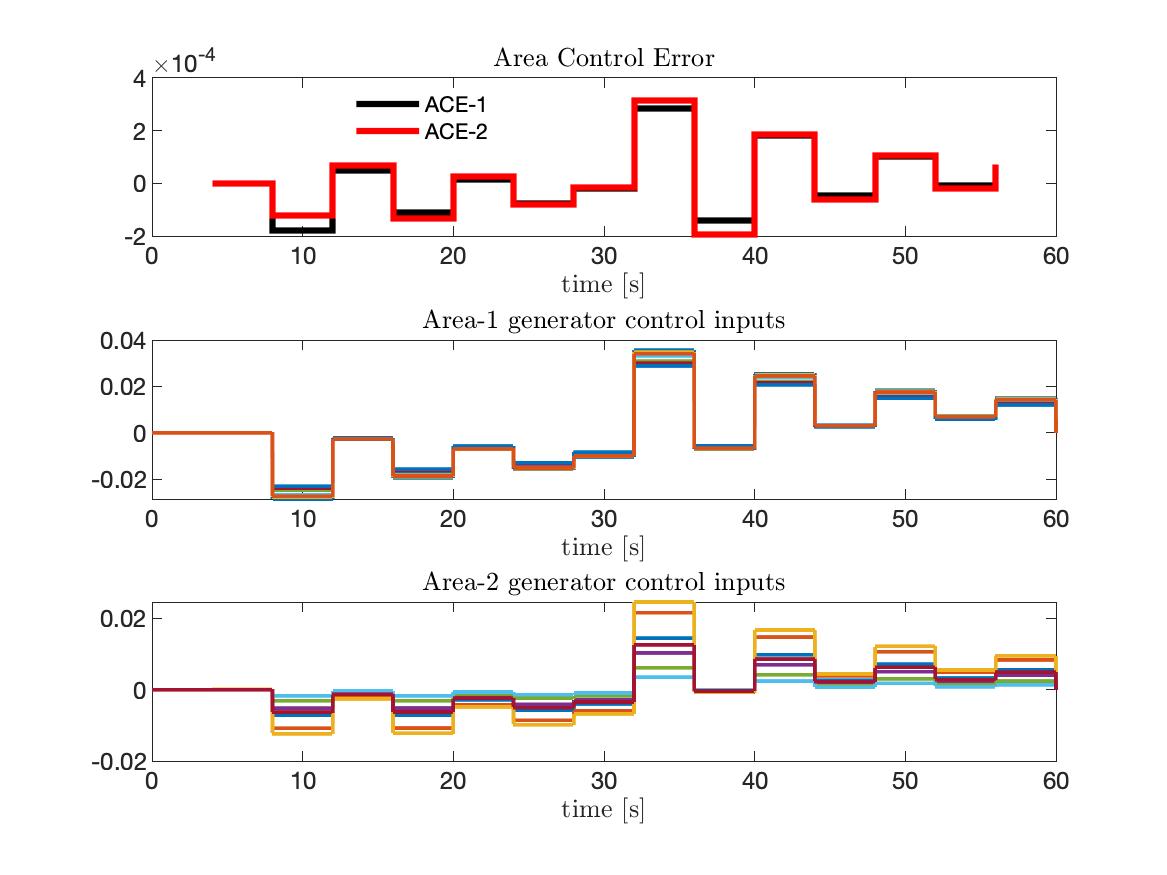 Area Control Error
×10-4
4
2
0
-2
ACE-1
ACE-2
0 10 20 30 40 50 60
time [s]
Area-1 generator control inputs
0.04
0.02
0
-0.02
0 10 20 30 40 50 60
time [s]
Area-2 generator control inputs
0.02
0
-0.02
0 10 20 30 40 50 60
time [s]